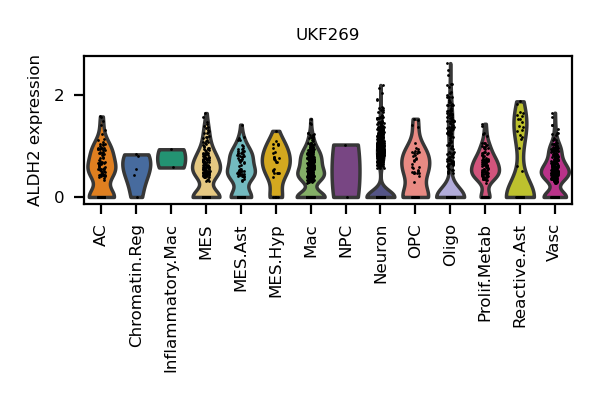 UKF269
ALDH2 expression
2
0
AC
Chromatin.Reg
Inflammatory.Mac
MES
MES.Ast
MES.Hyp
Mac
NPC
Neuron
OPC
Oligo
Prolif.Metab
Reactive.Ast
Vasc